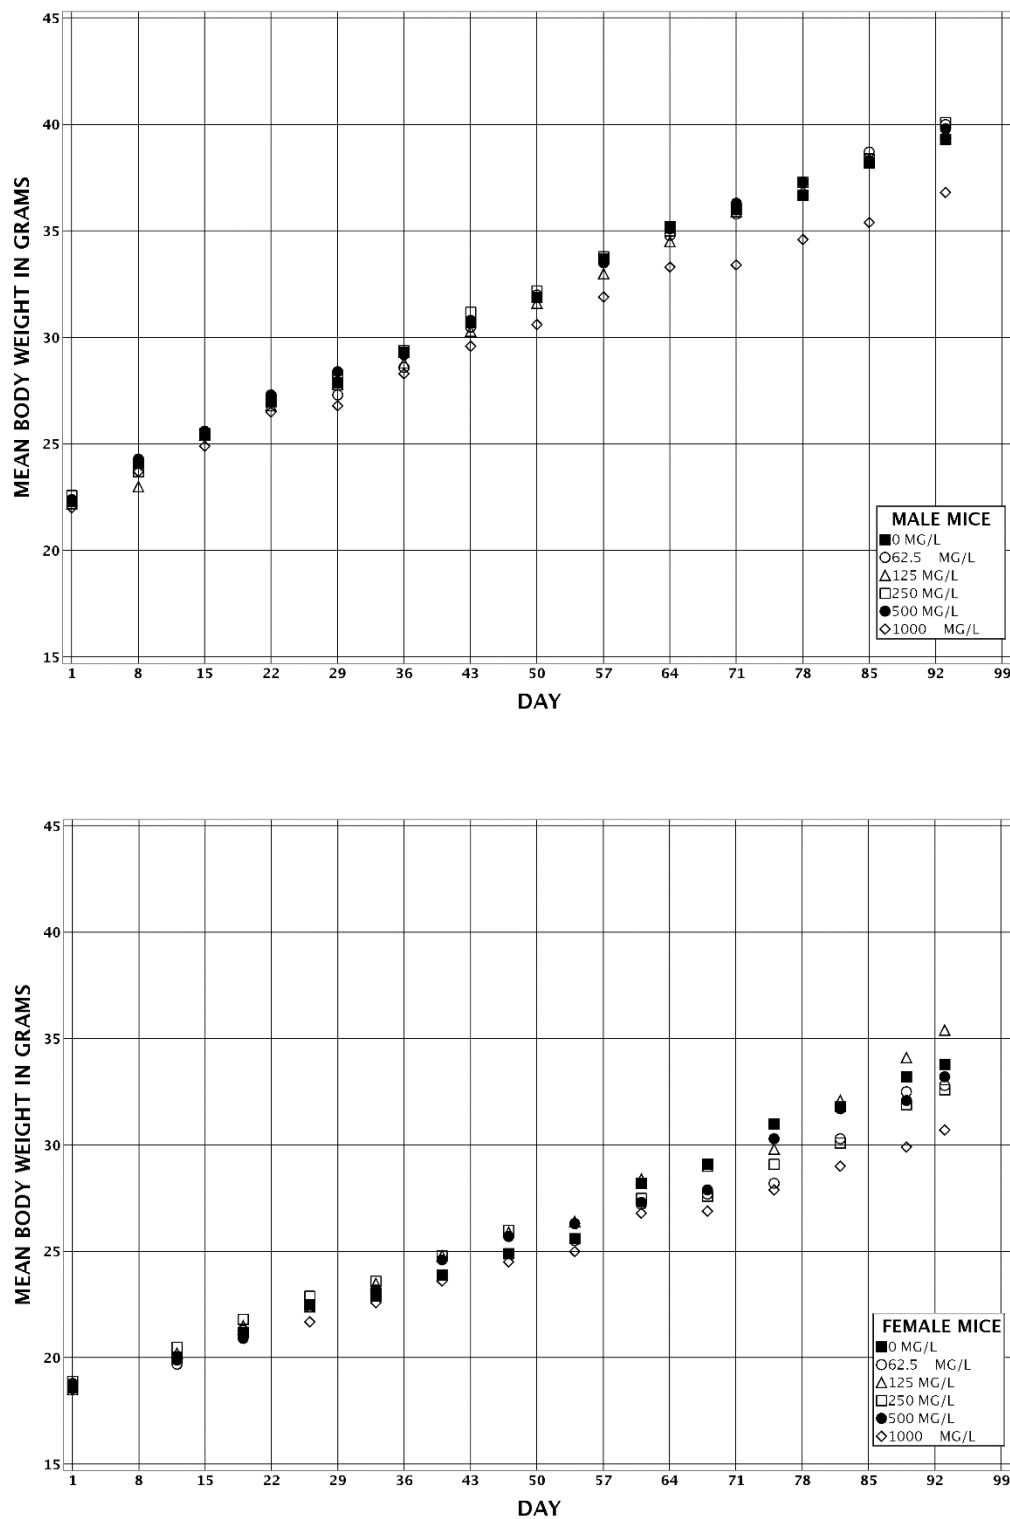 45
40
35
30
25
20
15
MEAN BODY WEIGHT IN GRAMS
MALE MICE
0 MG/L
62.5 MG/L
125 MG/L
250 MG/L
500 MG/L
1000 MG/L
1 8 15 22 29 36 43 50 57 64 71 78 85 92 99
DAY
45
40
35
30
25
20
15
MEAN BODY WEIGHT IN GRAMS
FEMALE MICE
0 MG/L
62.5 MG/L
125 MG/L
250 MG/L
500 MG/L
1000 MG/L
1 8 15 22 29 36 43 50 57 64 71 78 85 92 99
DAY